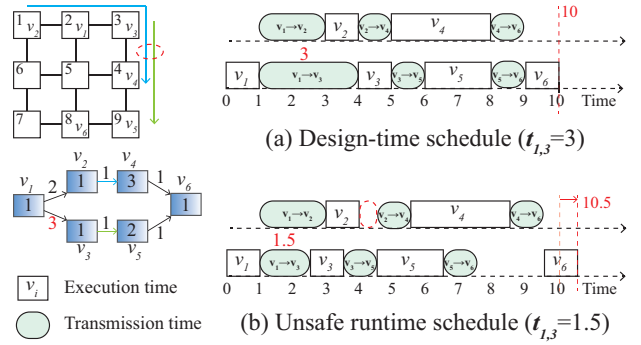 1 v₂ 2 v₁ 3 v₃
6 5 4 v₄
7 8 v₆ 9 v₅
v₂ v₄
v₁ 2 1 1 3 1 v₆
1 1
3 1 1 2 1
v₃ v₅
vᵢ Execution time
Transmission time
10
v₁→v₂ v₂ v₂→v₄ v₄ v₄→v₆
3
v₁ v₁→v₃ v₃ v₃→v₅ v₅ v₅→v₆ v₆
0 1 2 3 4 5 6 7 8 9 10 Time
(a) Design-time schedule (t₁,₃=3)
10.5
v₁→v₂ v₂ v₂→v₄ v₄ v₄→v₆
1.5
v₁ v₁→v₃ v₃ v₃→v₅ v₅ v₅→v₆ v₆
0 1 2 3 4 5 6 7 8 9 10 Time
(b) Unsafe runtime schedule (t₁,₃=1.5)